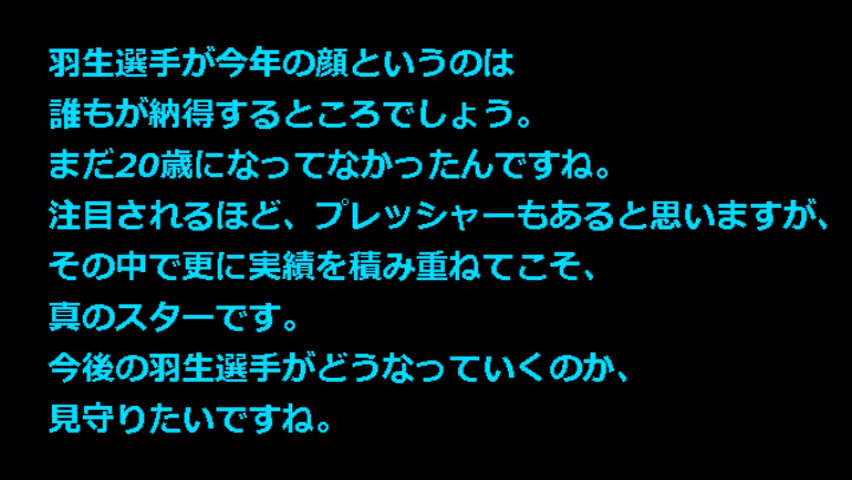 羽生選手が今年の顔というのは
誰もが納得するところでしょう。
まだ20歳になってなかったんですね。
注目されるほど、プレッシャーもあると思いますが、
その中で更に実績を積み重ねてこそ、
真のスターです。
今後の羽生選手がどうなっていくのか、
見守りたいですね。